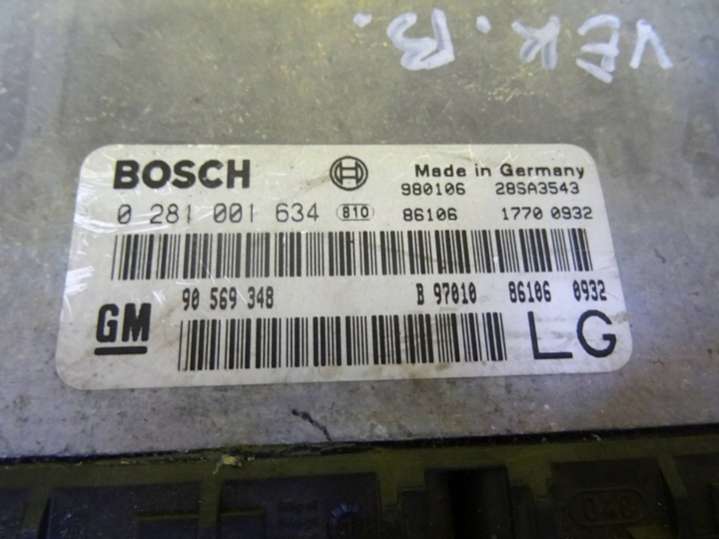 VEK.B.
BOSCH Made in Germany
980106 28SA3543
0 281 001 634 810 86106 1770 0932
90 569 348 B 97010 86106 0932
GM LG